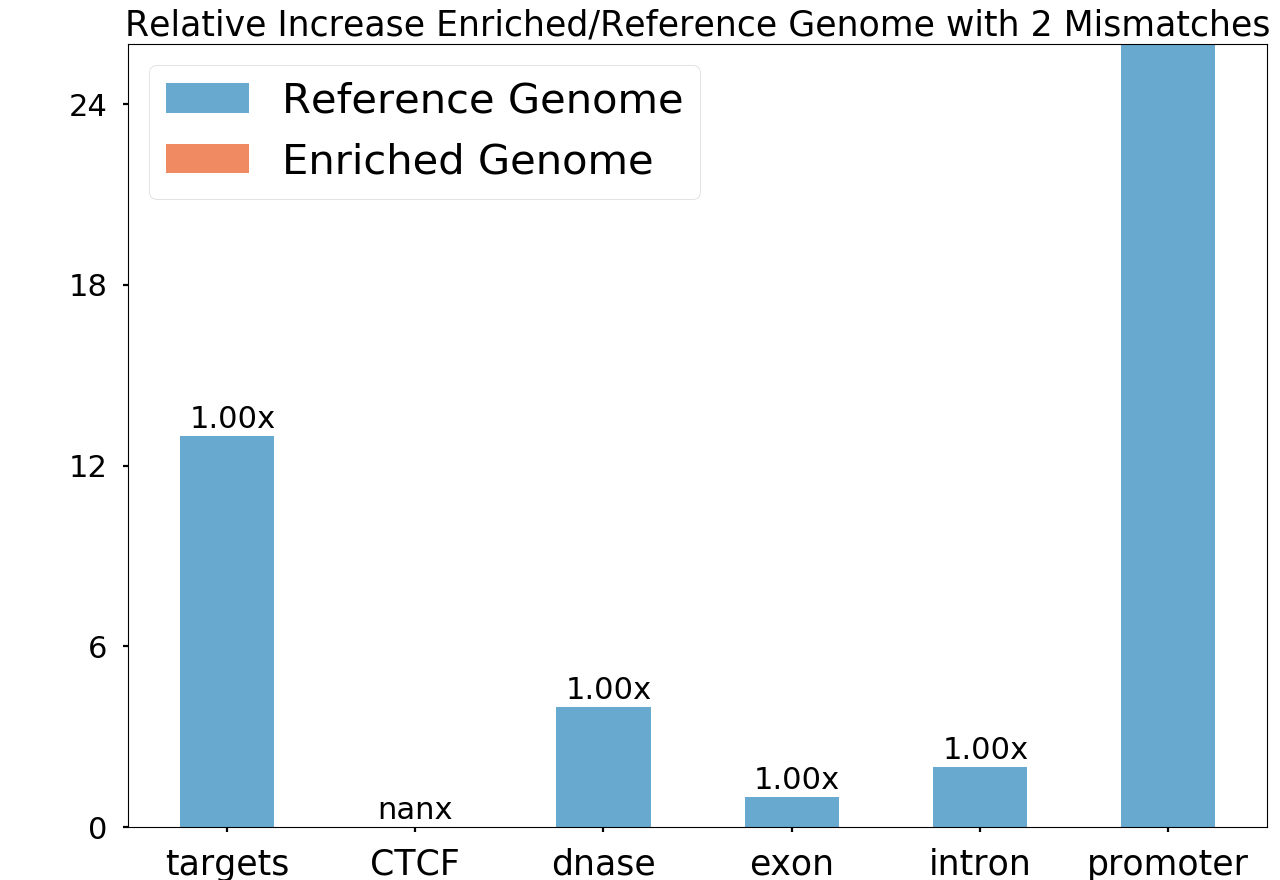 Relative Increase Enriched/Reference Genome with 2 Mismatches
Reference Genome
Enriched Genome
24
18
12
6
0
1.00x
nanx
1.00x
1.00x
1.00x
targets CTCF dnase exon intron promoter